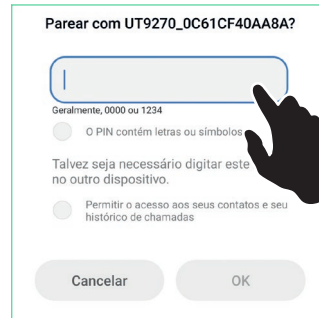 Parear com UT9270_0C61CF40AA8A?
Geralmente, 0000 ou 1234
O PIN contém letras ou símbolos
Talvez seja necessário digitar este
no outro dispositivo.
Permitir o acesso aos seus contatos e seu
histórico de chamadas
Cancelar
OK